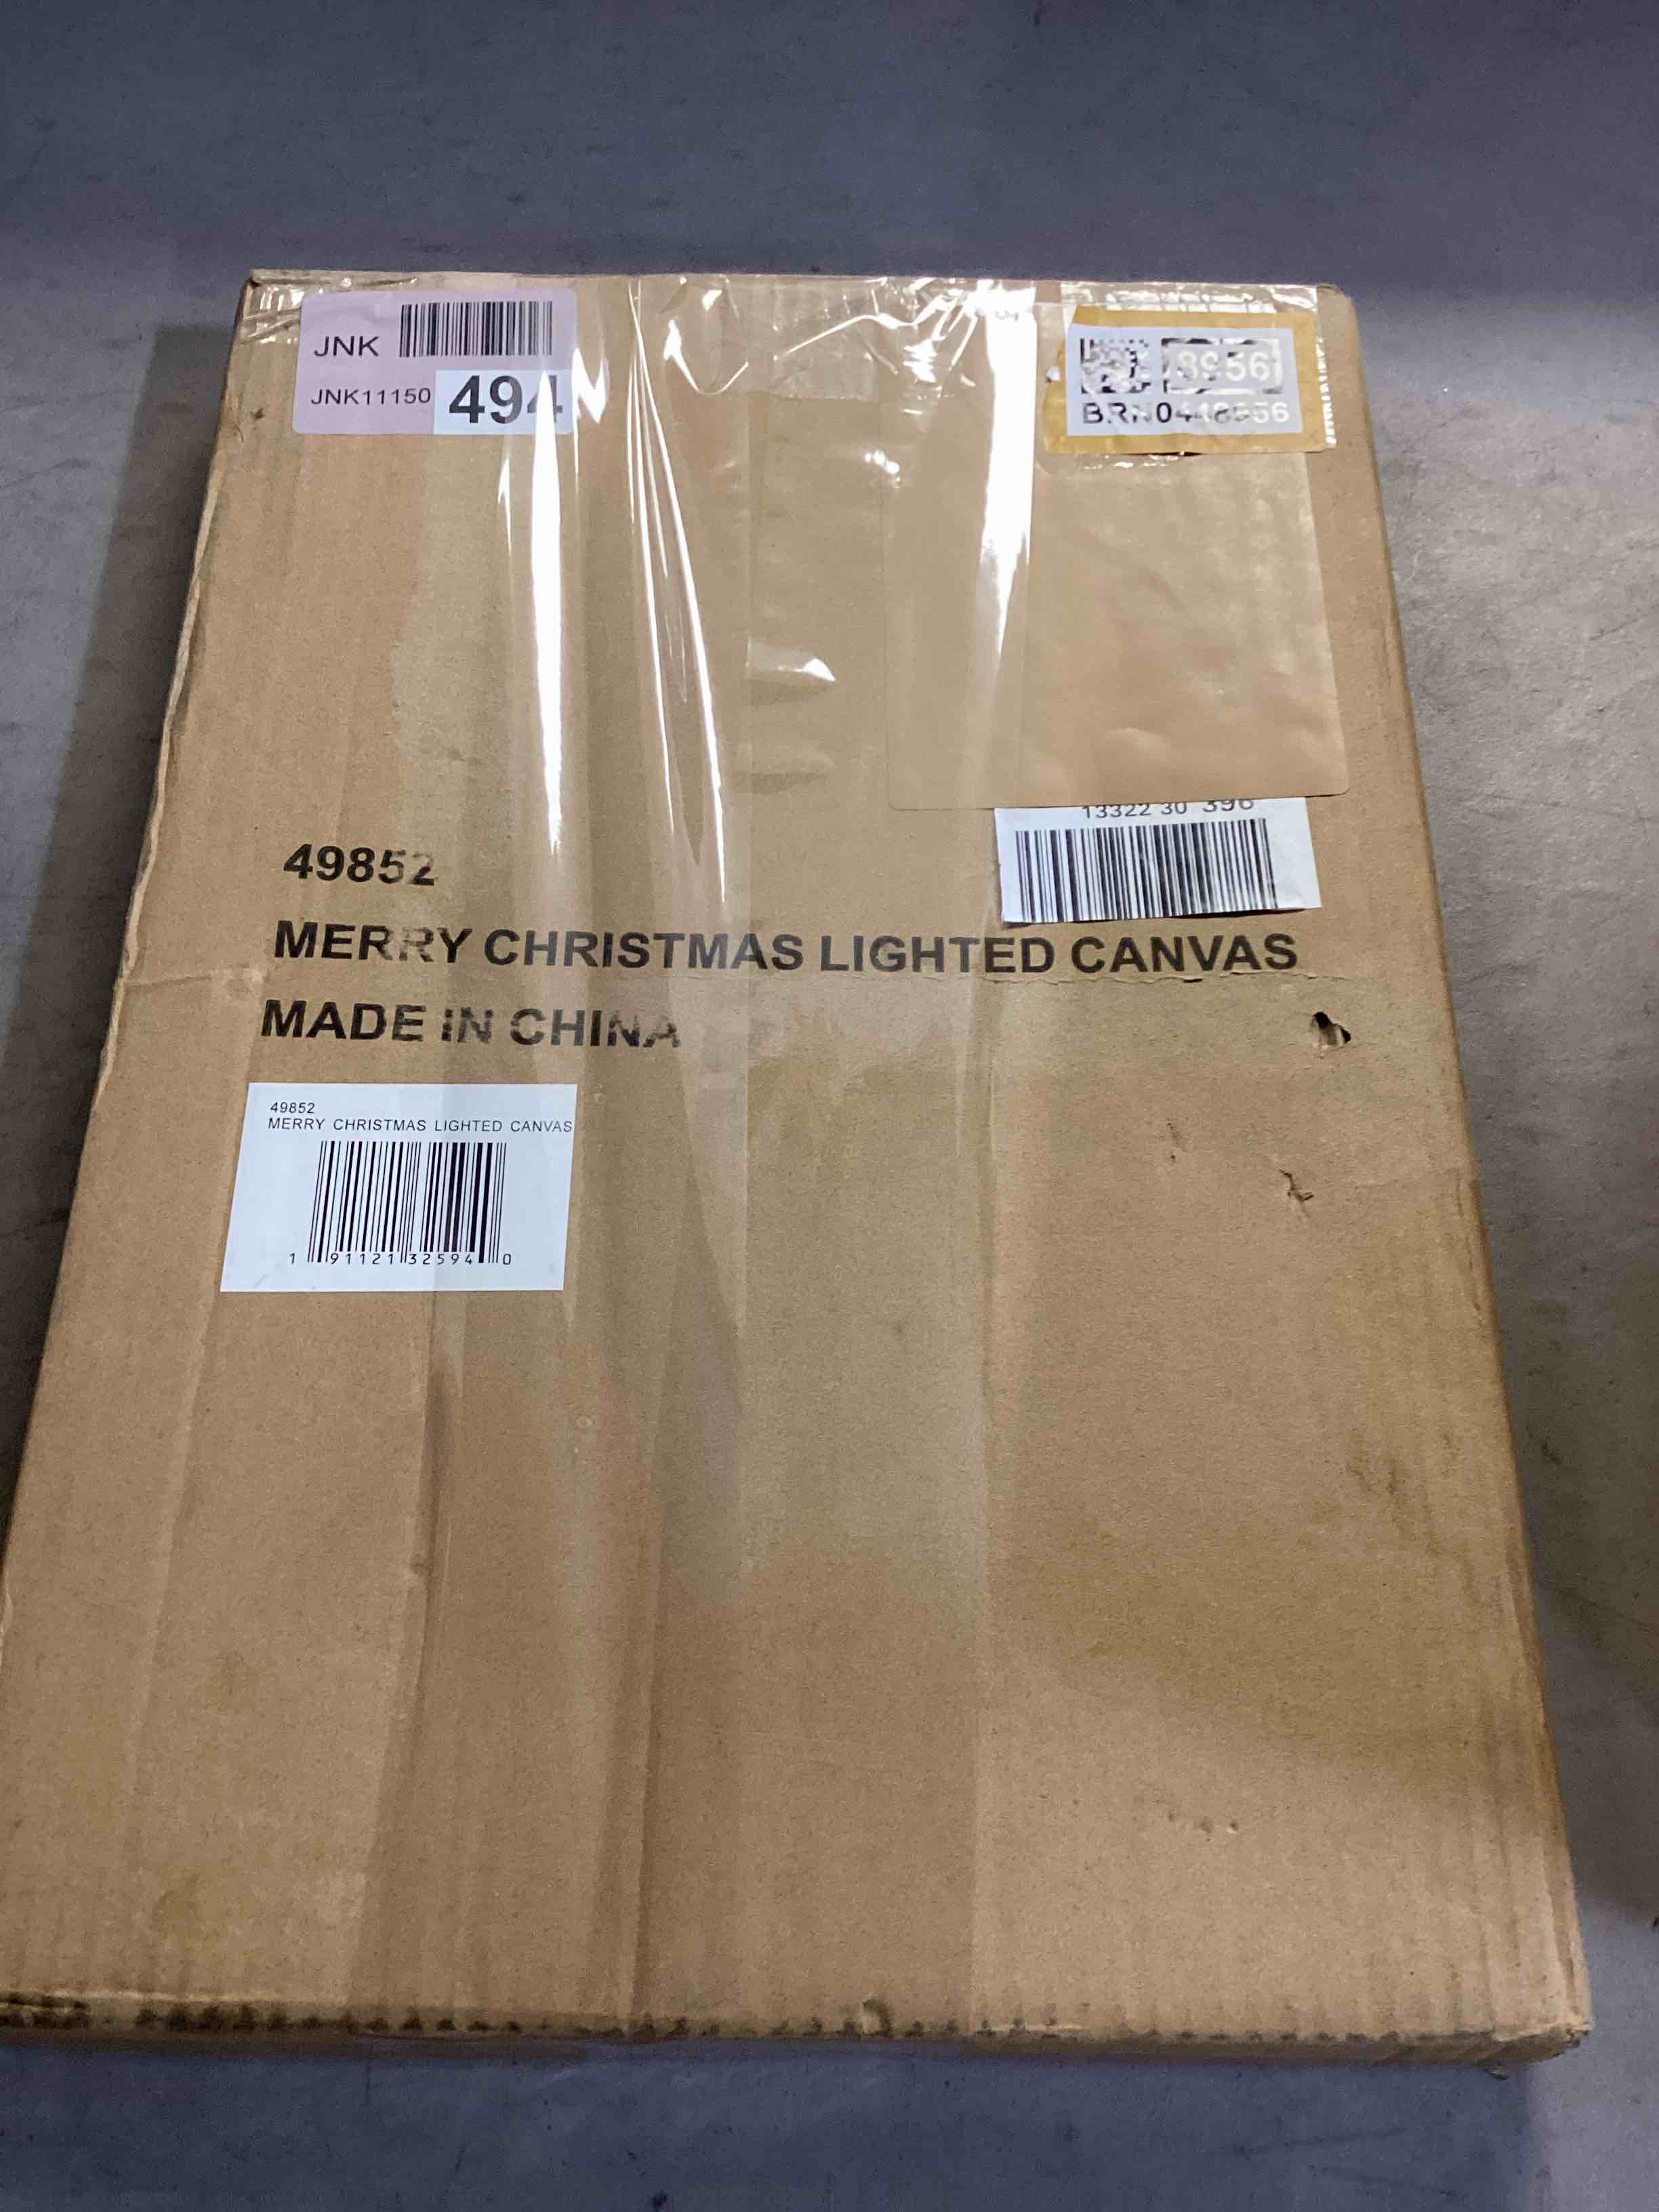 JNK
JNK11150 494
8956
BRN0448956
13322 30 396
49852
MERRY CHRISTMAS LIGHTED CANVAS
MADE IN CHINA
49852
MERRY CHRISTMAS LIGHTED CANVAS
1 91121 32594 0